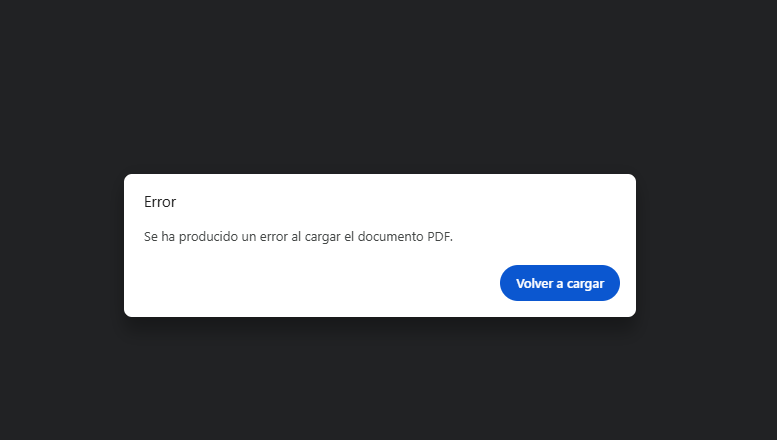 Error
Se ha producido un error al cargar el documento PDF.
Volver a cargar